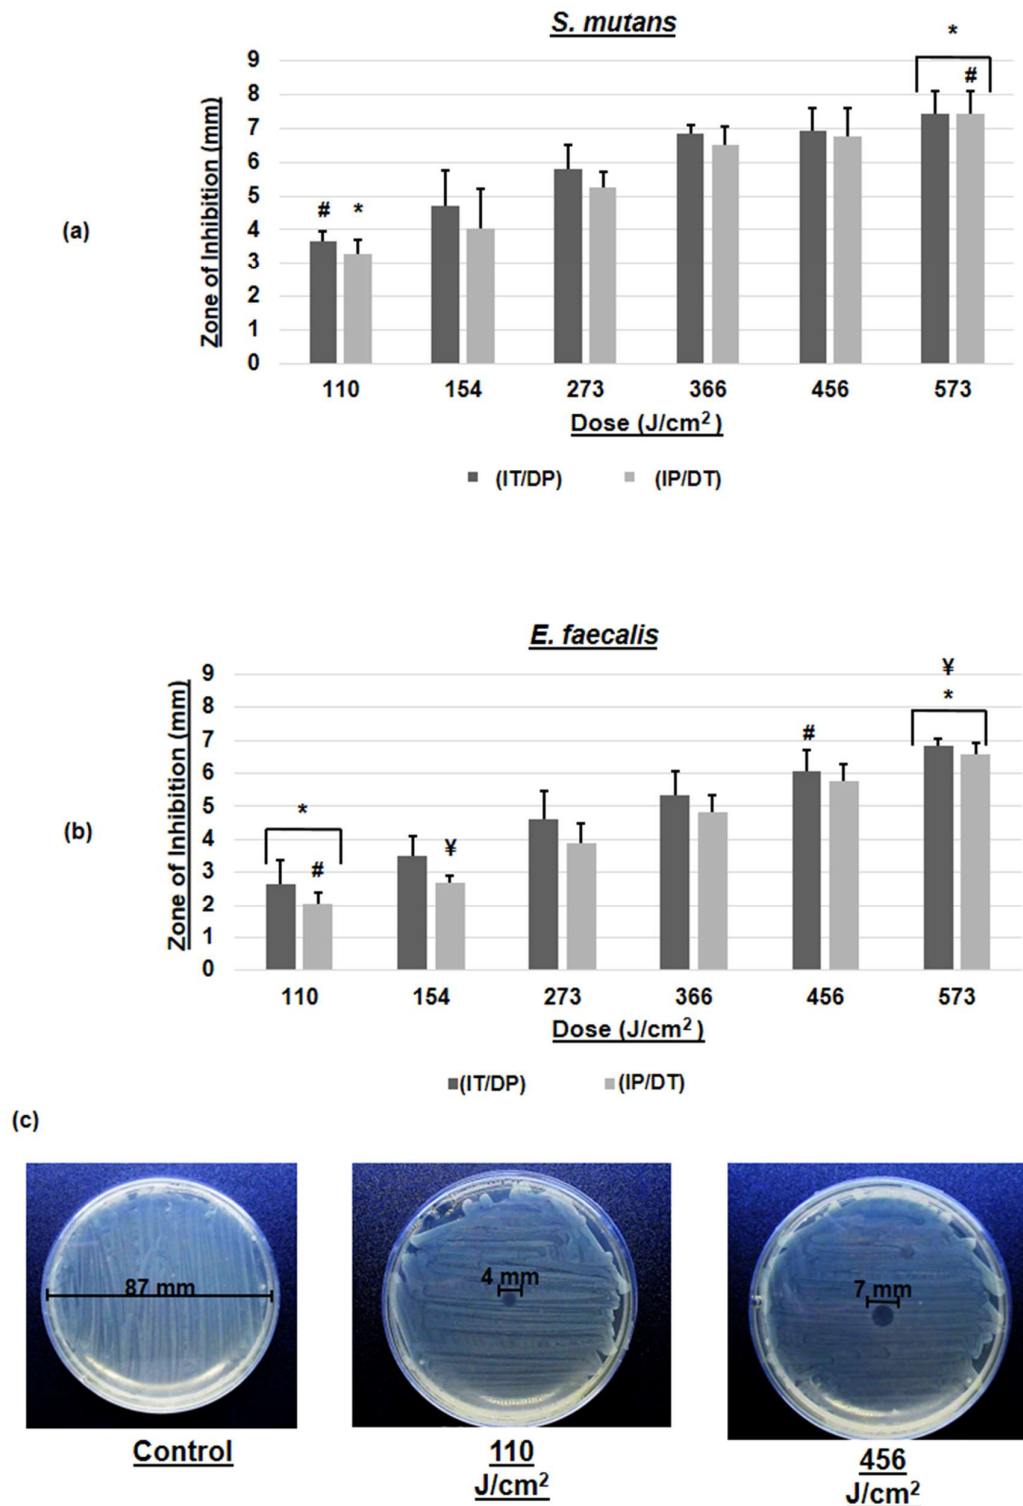 S. mutans
*
9
#
8
7
6
5
# *
(a)
4
3
2
1
0
Zone of Inhibition (mm)
110 154 273 366 456 573
Dose (J/cm²)
(IT/DP) (IP/DT)
E. faecalis
9
¥
8
*
7
#
6
5
*
(b)
4
¥
#
3
2
1
0
Zone of Inhibition (mm)
110 154 273 366 456 573
Dose (J/cm²)
(IT/DP) (IP/DT)
(c)
87 mm
4 mm
7 mm
Control
110
J/cm²
456
J/cm²